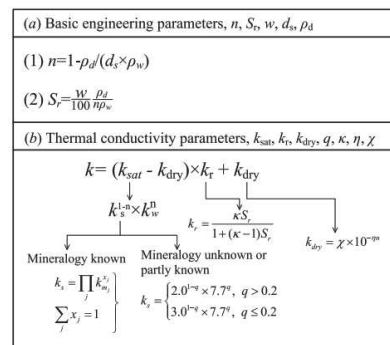 (a) Basic engineering parameters, n, Sᵣ, w, dₛ, ρd
(1) n=1-ρd/(dₛ×ρw)
(2) Sᵣ=w/100 ρd/nρw
(b) Thermal conductivity parameters, ksat, kᵣ, kdry, q, κ, η, χ
k= (ksat - kdry)×kᵣ + kdry
kₛ¹⁻ⁿ×kwⁿ
kᵣ = κSᵣ/1+(κ−1)Sᵣ
kdry = χ×10^−ηn
Mineralogy known
Mineralogy unknown or
partly known
kₛ = ∏j kmj^xj
∑j xj = 1
kₛ = {2.0¹⁻q ×7.7q, q > 0.2
3.0¹⁻q ×7.7q, q ≤ 0.2